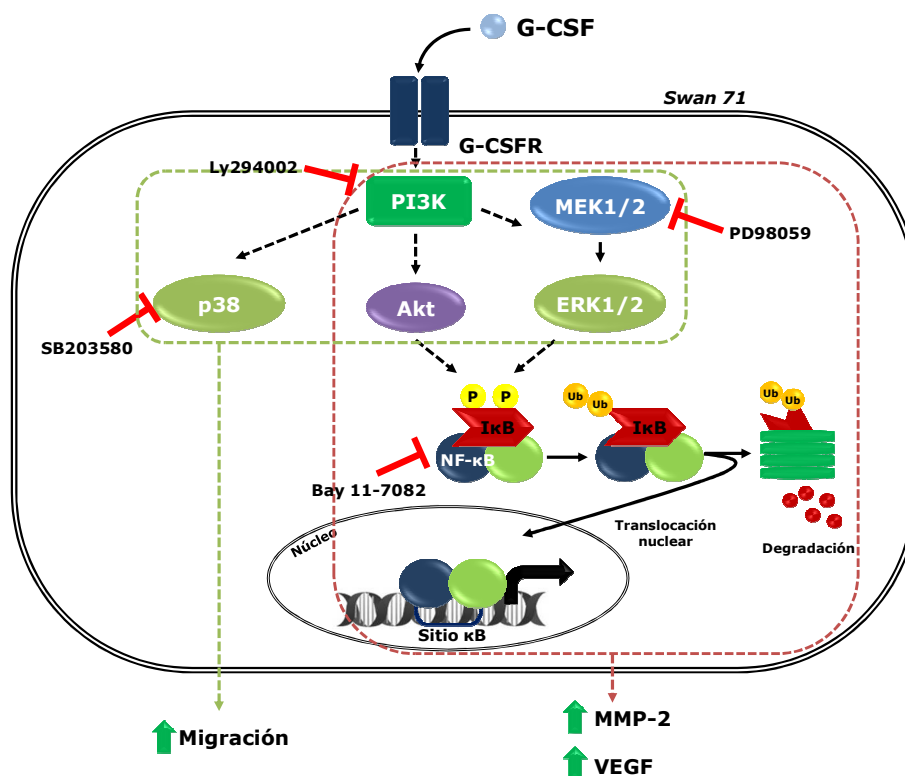 G-CSF
Swan 71
G-CSFR
Ly294002
PI3K
MEK1/2
PD98059
p38
Akt
ERK1/2
SB203580
P P
Ub Ub
Ub Ub
IκB
IκB
NF-κB
Bay 11-7082
Translocación
nuclear
Degradación
Núcleo
Sitio κB
Migración
MMP-2
VEGF